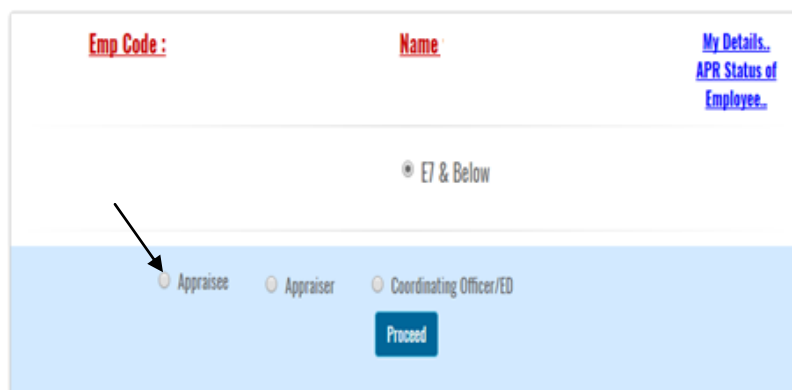 Emp Code :
Name
My Details..
APR Status of
Employee..
E7 & Below
Appraisee
Appraiser
Coordinating Officer/ED
Proceed